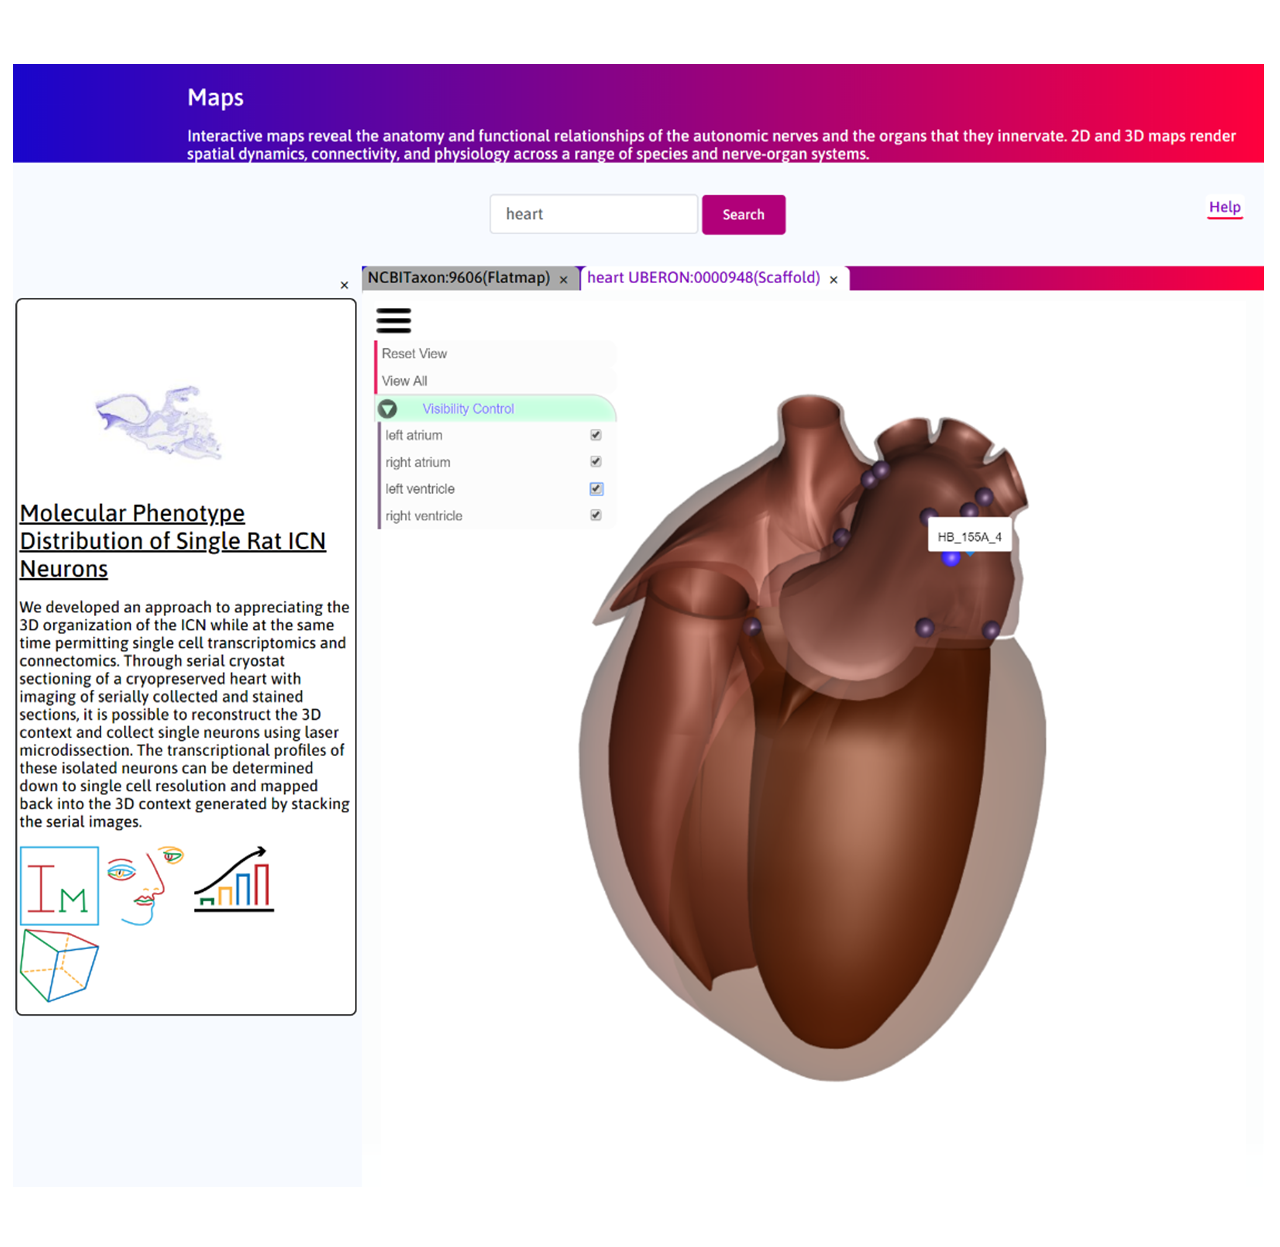 Maps
Interactive maps reveal the anatomy and functional relationships of the autonomic nerves and the organs that they innervate. 2D and 3D maps render
spatial dynamics, connectivity, and physiology across a range of species and nerve-organ systems.
heart
Search
Help
×
NCBITaxon:9606(Flatmap) ×
heart UBERON:0000948(Scaffold) ×
Reset View
View All
Visibility Control
left atrium
right atrium
left ventricle
right ventricle
HB_155A_4
Molecular Phenotype
Distribution of Single Rat ICN
Neurons
We developed an approach to appreciating the
3D organization of the ICN while at the same
time permitting single cell transcriptomics and
connectomics. Through serial cryostat
sectioning of a cryopreserved heart with
imaging of serially collected and stained
sections, it is possible to reconstruct the 3D
context and collect single neurons using laser
microdissection. The transcriptional profiles of
these isolated neurons can be determined
down to single cell resolution and mapped
back into the 3D context generated by stacking
the serial images.
IM